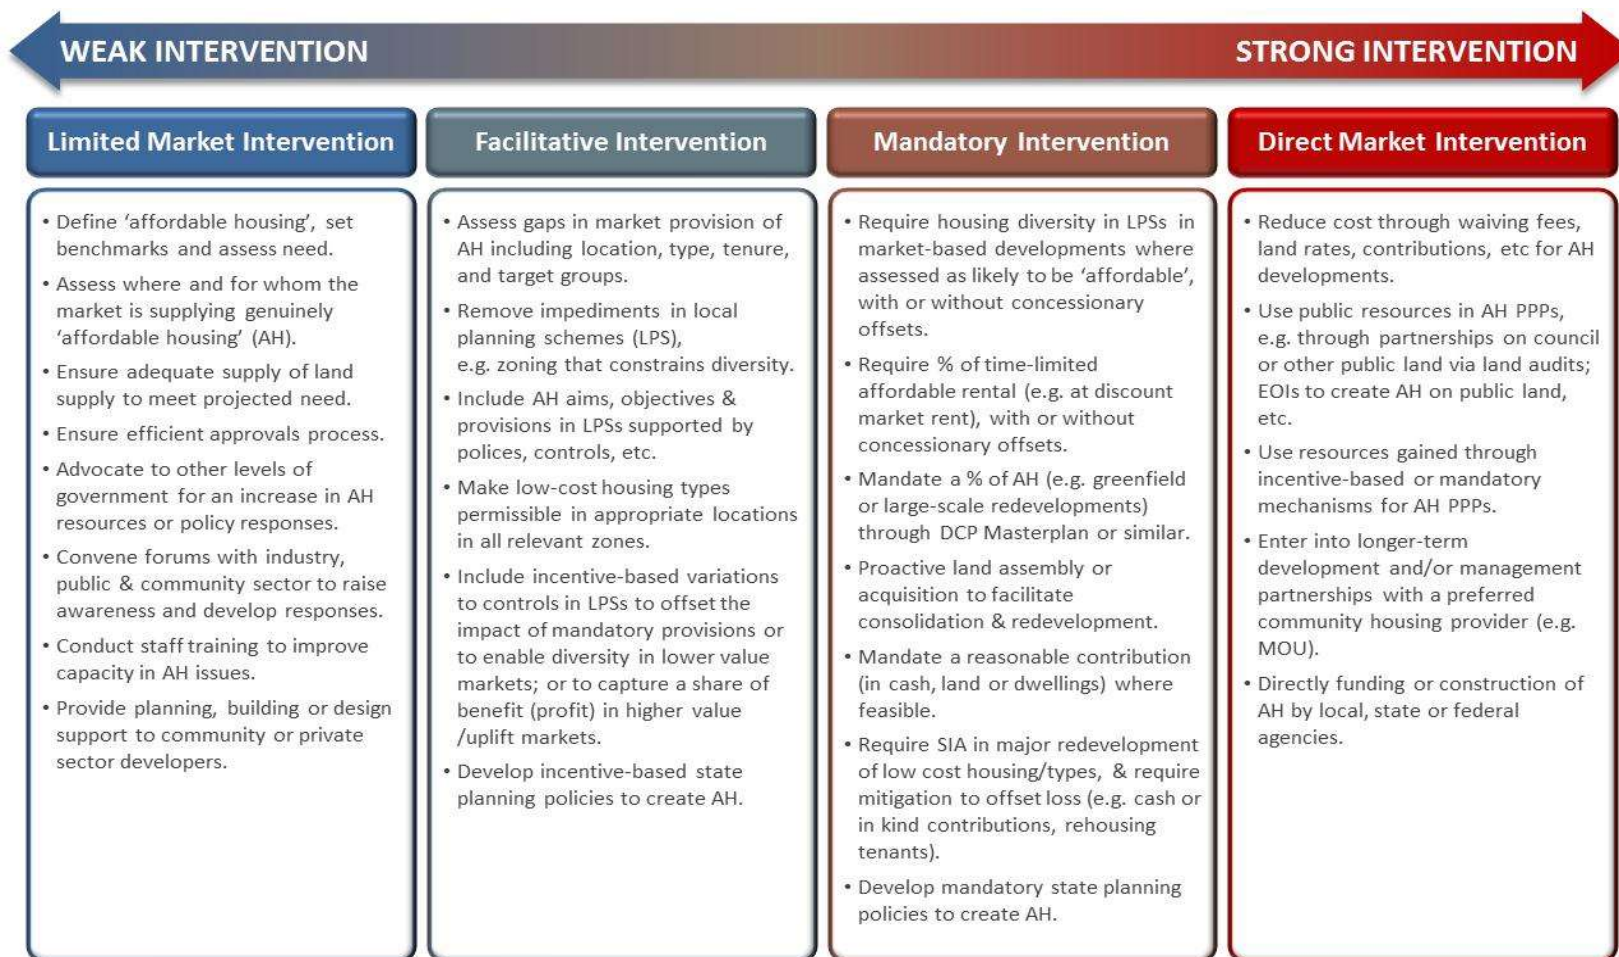 WEAK INTERVENTION
STRONG INTERVENTION
Limited Market Intervention
• Define ‘affordable housing’, set
benchmarks and assess need.
• Assess where and for whom the
market is supplying genuinely
‘affordable housing’ (AH).
• Ensure adequate supply of land
supply to meet projected need.
• Ensure efficient approvals process.
• Advocate to other levels of
government for an increase in AH
resources or policy responses.
• Convene forums with industry,
public & community sector to raise
awareness and develop responses.
• Conduct staff training to improve
capacity in AH issues.
• Provide planning, building or design
support to community or private
sector developers.
Facilitative Intervention
• Assess gaps in market provision of
AH including location, type, tenure,
and target groups.
• Remove impediments in local
planning schemes (LPS),
e.g. zoning that constrains diversity.
• Include AH aims, objectives &
provisions in LPSs supported by
polices, controls, etc.
• Make low-cost housing types
permissible in appropriate locations
in all relevant zones.
• Include incentive-based variations
to controls in LPSs to offset the
impact of mandatory provisions or
to enable diversity in lower value
markets; or to capture a share of
benefit (profit) in higher value
/uplift markets.
• Develop incentive-based state
planning policies to create AH.
Mandatory Intervention
• Require housing diversity in LPSs in
market-based developments where
assessed as likely to be ‘affordable’,
with or without concessionary
offsets.
• Require % of time-limited
affordable rental (e.g. at discount
market rent), with or without
concessionary offsets.
• Mandate a % of AH (e.g. greenfield
or large-scale redevelopments)
through DCP Masterplan or similar.
• Proactive land assembly or
acquisition to facilitate
consolidation & redevelopment.
• Mandate a reasonable contribution
(in cash, land or dwellings) where
feasible.
• Require SIA in major redevelopment
of low cost housing/types, & require
mitigation to offset loss (e.g. cash or
in kind contributions, rehousing
tenants).
• Develop mandatory state planning
policies to create AH.
Direct Market Intervention
• Reduce cost through waiving fees,
land rates, contributions, etc for AH
developments.
• Use public resources in AH PPPs,
e.g. through partnerships on council
or other public land via land audits;
EOIs to create AH on public land,
etc.
• Use resources gained through
incentive-based or mandatory
mechanisms for AH PPPs.
• Enter into longer-term
development and/or management
partnerships with a preferred
community housing provider (e.g.
MOU).
• Directly funding or construction of
AH by local, state or federal
agencies.